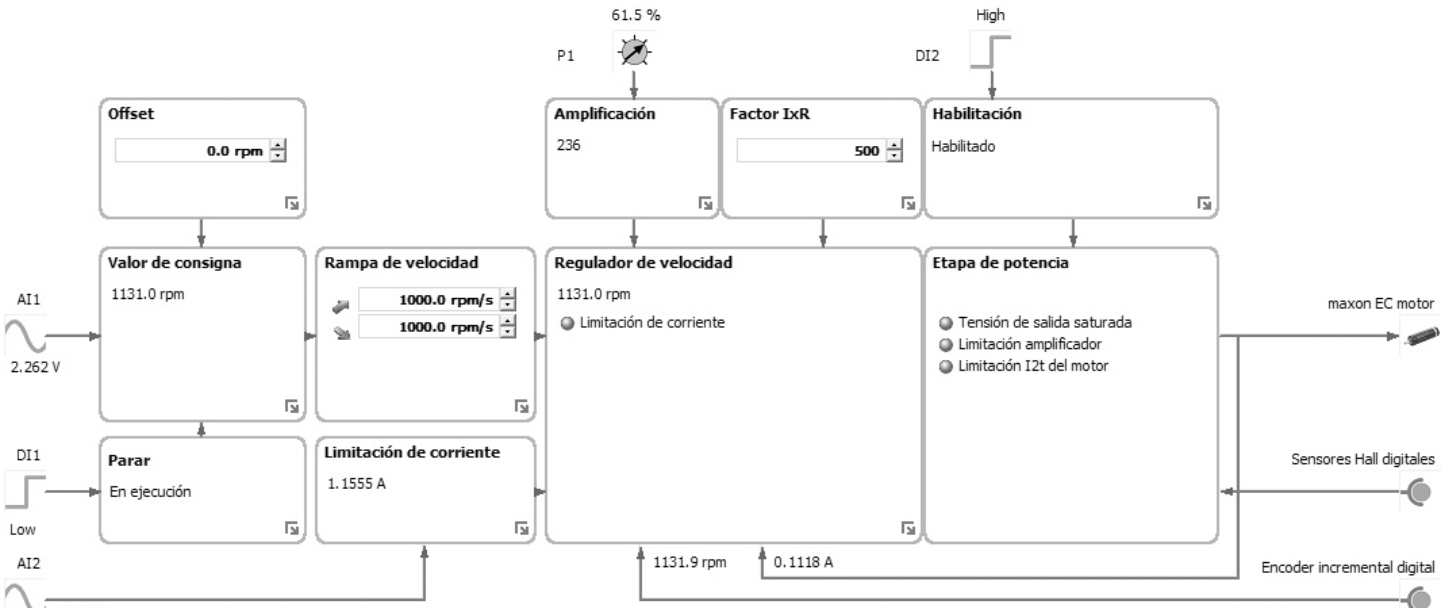 61.5 %
P1
High
DI2
Offset
0.0 rpm
Amplificación
236
Factor IxR
500
Habilitación
Habilitado
AI1
2.262 V
Valor de consigna
1131.0 rpm
Rampa de velocidad
1000.0 rpm/s
1000.0 rpm/s
Regulador de velocidad
1131.0 rpm
Limitación de corriente
Etapa de potencia
Tensión de salida saturada
Limitación amplificador
Limitación I2t del motor
maxon EC motor
DI1
Low
Parar
En ejecución
Limitación de corriente
1.1555 A
Sensores Hall digitales
AI2
1131.9 rpm
0.1118 A
Encoder incremental digital